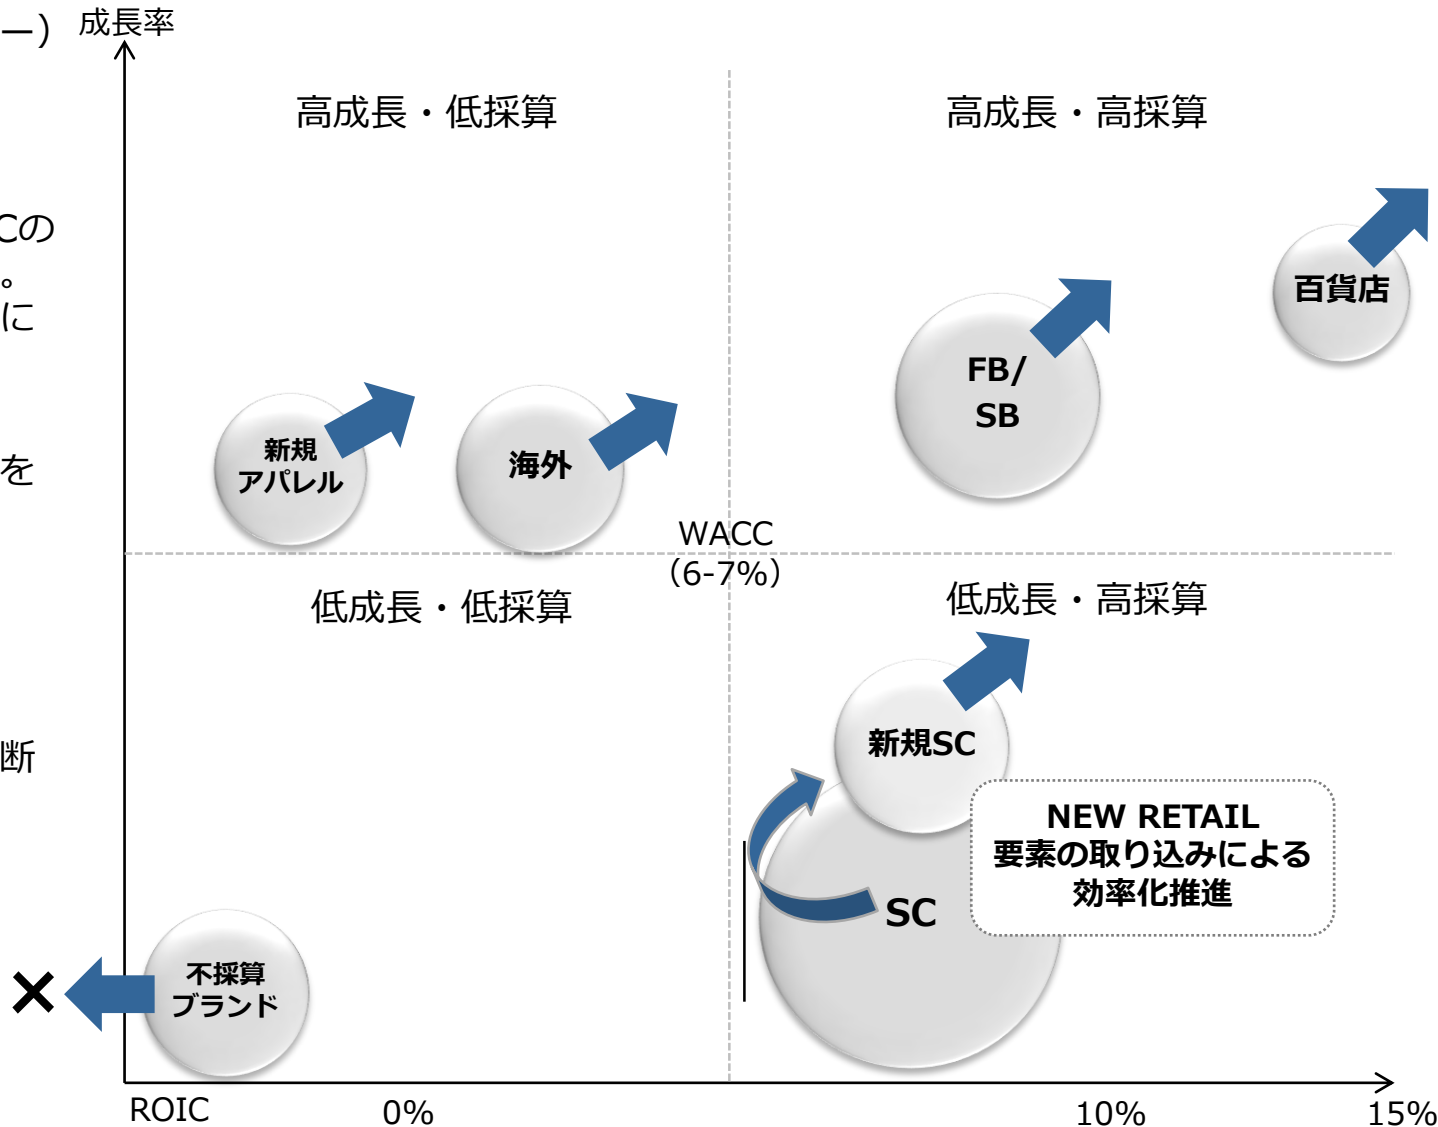 ー）
成長率
高成長・低採算
高成長・高採算
Cの
。
に
を
断
百貨店
FB/
SB
新規
アパレル
海外
WACC
（6-7%）
低成長・低採算
低成長・高採算
新規SC
NEW RETAIL
要素の取り込みによる
効率化推進
SC
不採算
ブランド
×
ROIC
0%
10%
15%